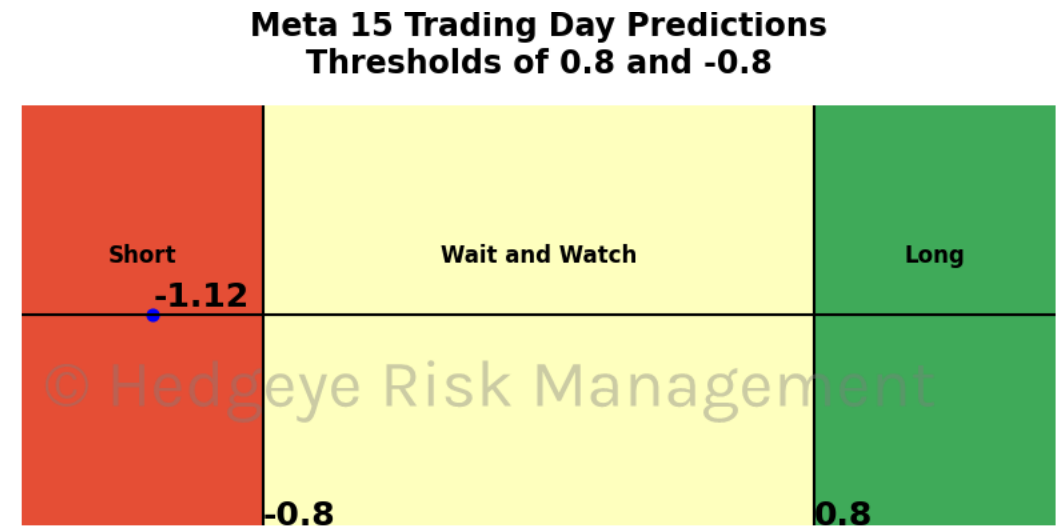 Meta 15 Trading Day Predictions
Thresholds of 0.8 and -0.8
Short
Wait and Watch
Long
-1.12
© Hedgeye Risk Management
-0.8
0.8